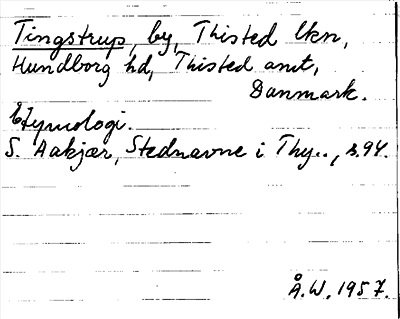 Tingstrup, by, Thisted lkn,
Hundborg hd, Thisted amt,
Danmark.
Etymologi.
S. Aakjær, Stednavne i Thy.., s.94.
Å.W. 1957.